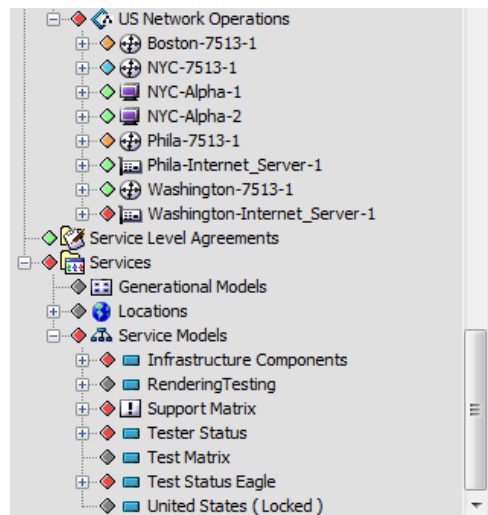 US Network Operations
Boston-7513-1
NYC-7513-1
NYC-Alpha-1
NYC-Alpha-2
Phila-7513-1
Phila-Internet_Server-1
Washington-7513-1
Washington-Internet_Server-1
Service Level Agreements
Services
Generational Models
Locations
Service Models
Infrastructure Components
RenderingTesting
Support Matrix
Tester Status
Test Matrix
Test Status Eagle
United States ( Locked )